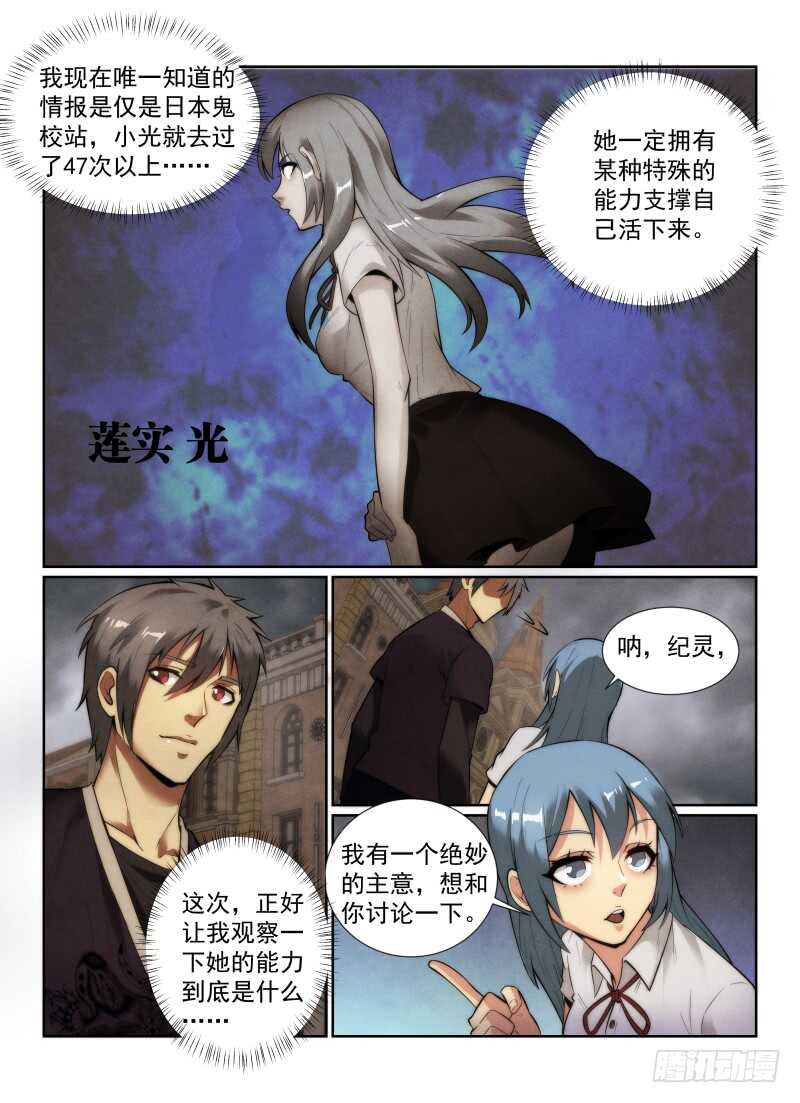 我现在唯一知道的
情报是仅是日本鬼
校站，小光就去过
了47次以上……
她一定拥有
某种特殊的
能力支撑自
己活下来。
莲实 光
呐，纪灵，
这次，正好
让我观察一
下她的能力
到底是什么
……
我有一个绝妙
的主意，想和
你讨论一下。
腾讯动漫